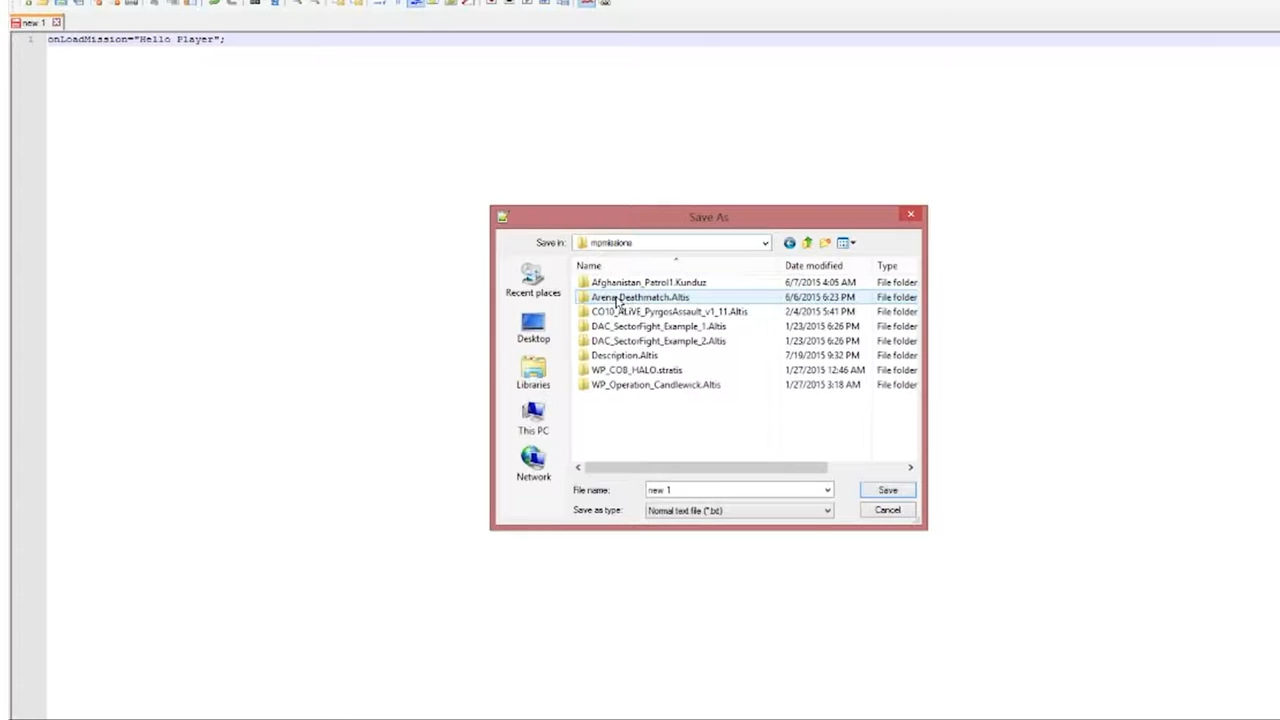 new 1
1 onLoadMission="Hello Player";
Save As
Save in: mpmissions
Name Date modified Type
Afghanistan_Patrol1.Kunduz 6/7/2015 4:05 AM File folder
Arena_Deathmatch.Altis 6/6/2015 6:23 PM File folder
CO10_ALiVE_PyrgosAssault_v1_11.Altis 2/4/2015 5:41 PM File folder
DAC_SectorFight_Example_1.Altis 1/23/2015 6:26 PM File folder
DAC_SectorFight_Example_2.Altis 1/23/2015 6:26 PM File folder
Description.Altis 7/19/2015 9:32 PM File folder
WP_COB_HALO.stratis 1/27/2015 12:46 AM File folder
WP_Operation_Candlewick.Altis 1/27/2015 3:18 AM File folder
Recent places
Desktop
Libraries
This PC
Network
File name: new 1 Save
Save as type: Normal text file (*.txt) Cancel